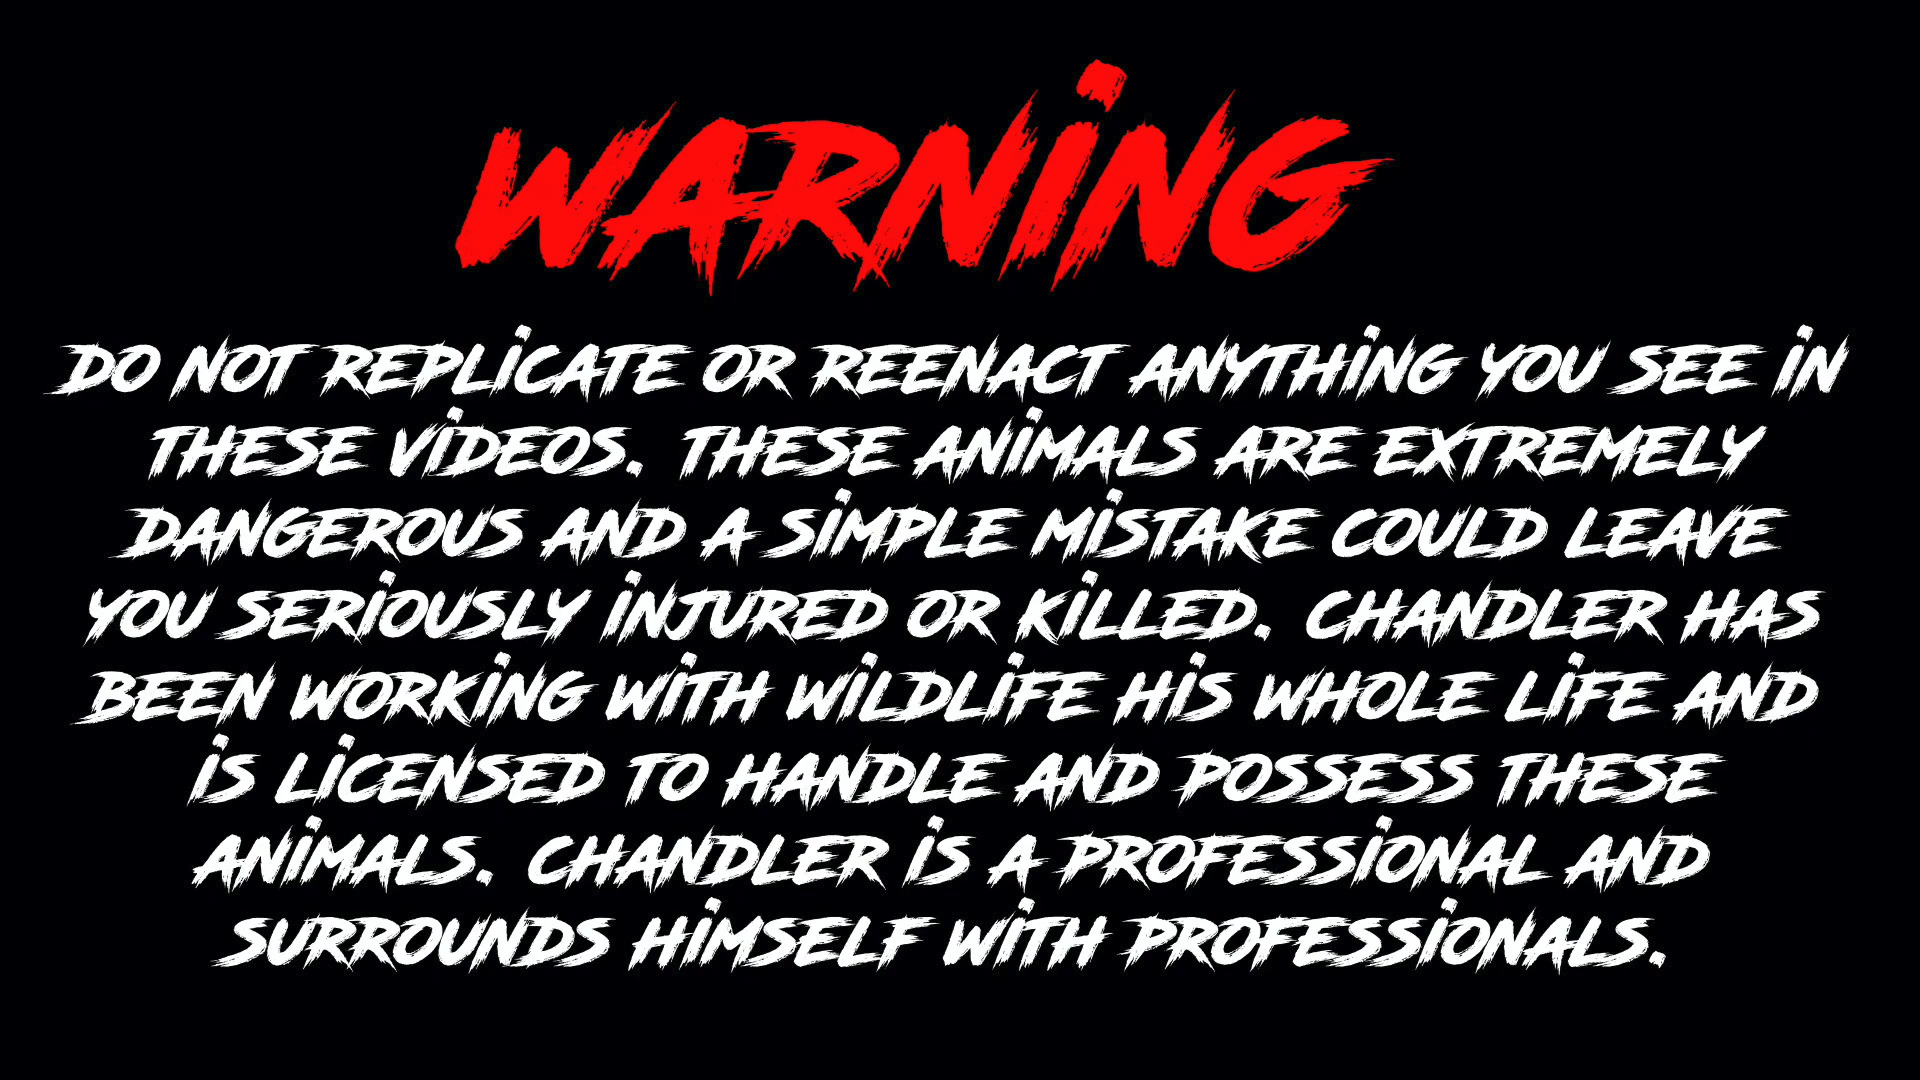 WARNING
DO NOT REPLICATE OR REENACT ANYTHING YOU SEE IN
THESE VIDEOS. THESE ANIMALS ARE EXTREMELY
DANGEROUS AND A SIMPLE MISTAKE COULD LEAVE
YOU SERIOUSLY INJURED OR KILLED. CHANDLER HAS
BEEN WORKING WITH WILDLIFE HIS WHOLE LIFE AND
IS LICENSED TO HANDLE AND POSSESS THESE
ANIMALS. CHANDLER IS A PROFESSIONAL AND
SURROUNDS HIMSELF WITH PROFESSIONALS.